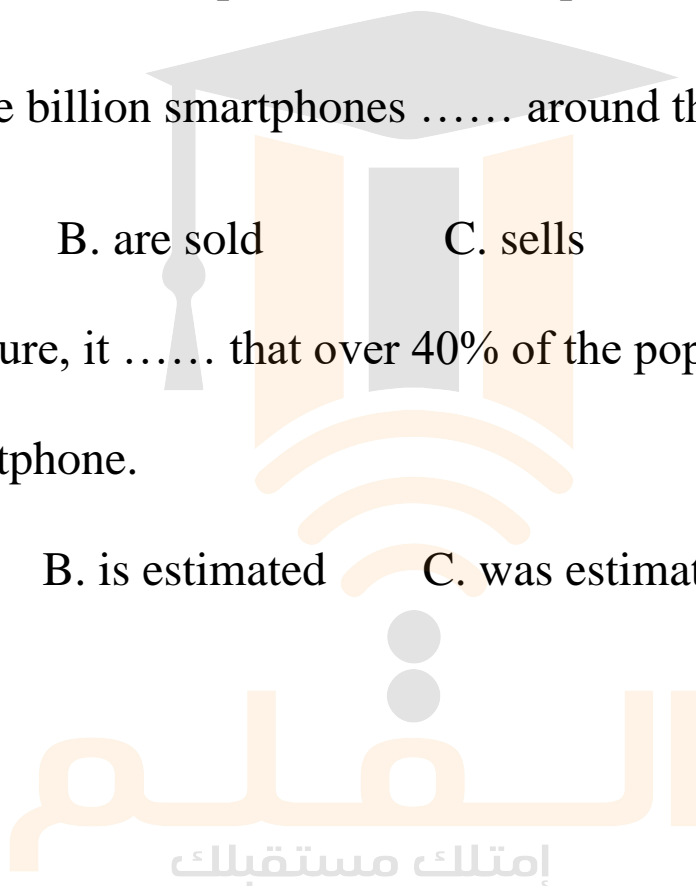 e billion smartphones …… around th
B. are sold C. sells
ure, it …… that over 40% of the pop
tphone.
B. is estimated C. was estimat
القلم
إمتلك مستقبلك